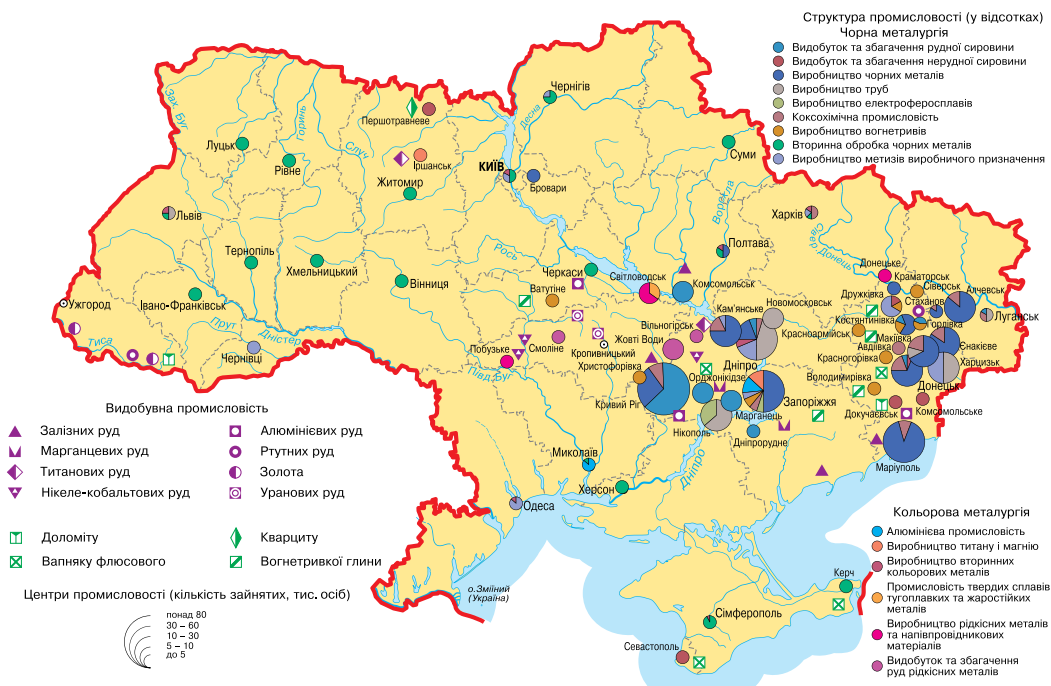 Структура промисловості (у відсотках)
Чорна металургія
Видобуток та збагачення рудної сировини
Видобуток та збагачення нерудної сировини
Виробництво чорних металів
Виробництво труб
Виробництво електроферосплавів
Коксохімічна промисловість
Виробництво вогнетривів
Вторинна обробка чорних металів
Виробництво метизів виробничого призначення
Зах. Буг
Горинь
Случ
Десна
Першотравневе
Чернігів
Луцьк
Рівне
Іршанськ
Житомир
КИЇВ
Бровари
Суми
Ворскла
Львів
Харків
Сівер. Донець
Тернопіль
Хмельницький
Вінниця
Рось
Черкаси
Ватутіне
Світловодськ
Полтава
Комсомольськ
Донецьке
Краматорськ
Сіверськ
Алчевськ
Ужгород
Івано-Франківськ
Дружківка
Стаханов
Кам'янське
Новомосковськ
Костянтинівка
Горлівка
Луганськ
Тиса
Прут
Дністер
Чернівці
Побузьке
Смоліне
Вільногірськ
Жовті Води
Кропивницький
Красноармійськ
Авдіївка
Макіївка
Єнакієве
Христофорівка
Дніпро
Красногорівка
Харцизьк
Півд. Буг
Орджонікідзе
Володимирівка
Донецьк
Кривий Ріг
Марганець
Запоріжжя
Докучаєвськ
Комсомольське
Нікополь
Дніпрорудне
Маріуполь
Миколаїв
Херсон
Дніпро
Одеса
о.Зміїний
(Україна)
Керч
Сімферополь
Севастополь
Видобувна промисловість
Залізних руд
Алюмінієвих руд
Марганцевих руд
Ртутних руд
Титанових руд
Золота
Нікеле-кобальтових руд
Уранових руд
Доломіту
Кварциту
Вапняку флюсового
Вогнетривкої глини
Центри промисловості (кількість зайнятих, тис. осіб)
понад 80
30 – 60
10 – 30
5 – 10
до 5
Кольорова металургія
Алюмінієва промисловість
Виробництво титану і магнію
Виробництво вторинних
кольорових металів
Промисловість твердих сплавів
тугоплавких та жаростійких
металів
Виробництво рідкісних металів
та напівпровідникових
матеріалів
Видобуток та збагачення
руд рідкісних металів